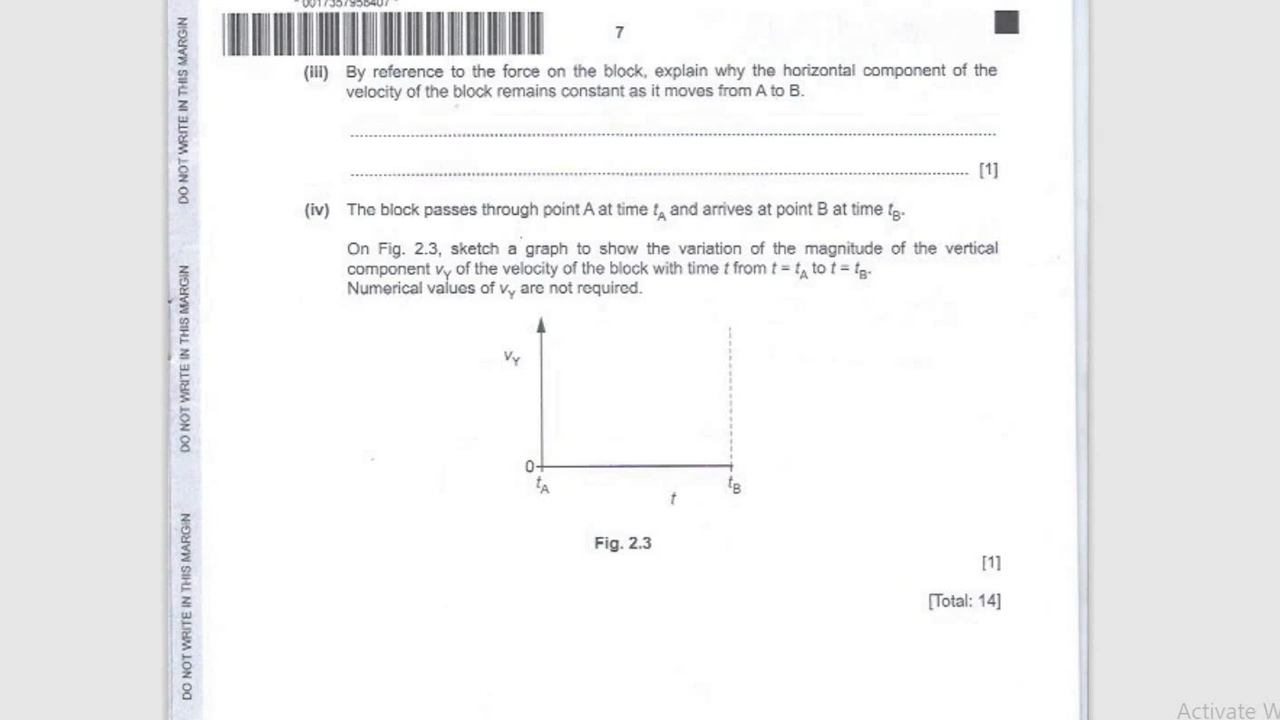 * 0017357958407 *
7
DO NOT WRITE IN THIS MARGIN
(iii) By reference to the force on the block, explain why the horizontal component of the
velocity of the block remains constant as it moves from A to B.
[1]
(iv) The block passes through point A at time tA and arrives at point B at time tB.
On Fig. 2.3, sketch a graph to show the variation of the magnitude of the vertical
component vY of the velocity of the block with time t from t = tA to t = tB.
Numerical values of vY are not required.
DO NOT WRITE IN THIS MARGIN
vY
0
tA
tB
t
Fig. 2.3
[1]
[Total: 14]
DO NOT WRITE IN THIS MARGIN
Activate W